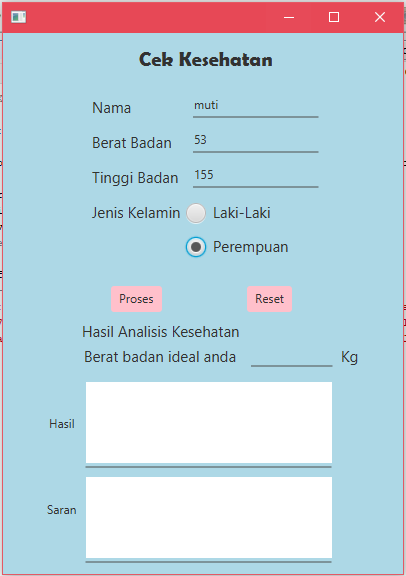 Cek Kesehatan
Nama muti
Berat Badan 53
Tinggi Badan 155
Jenis Kelamin Laki-Laki
Perempuan
Proses Reset
Hasil Analisis Kesehatan
Berat badan ideal anda Kg
Hasil
Saran